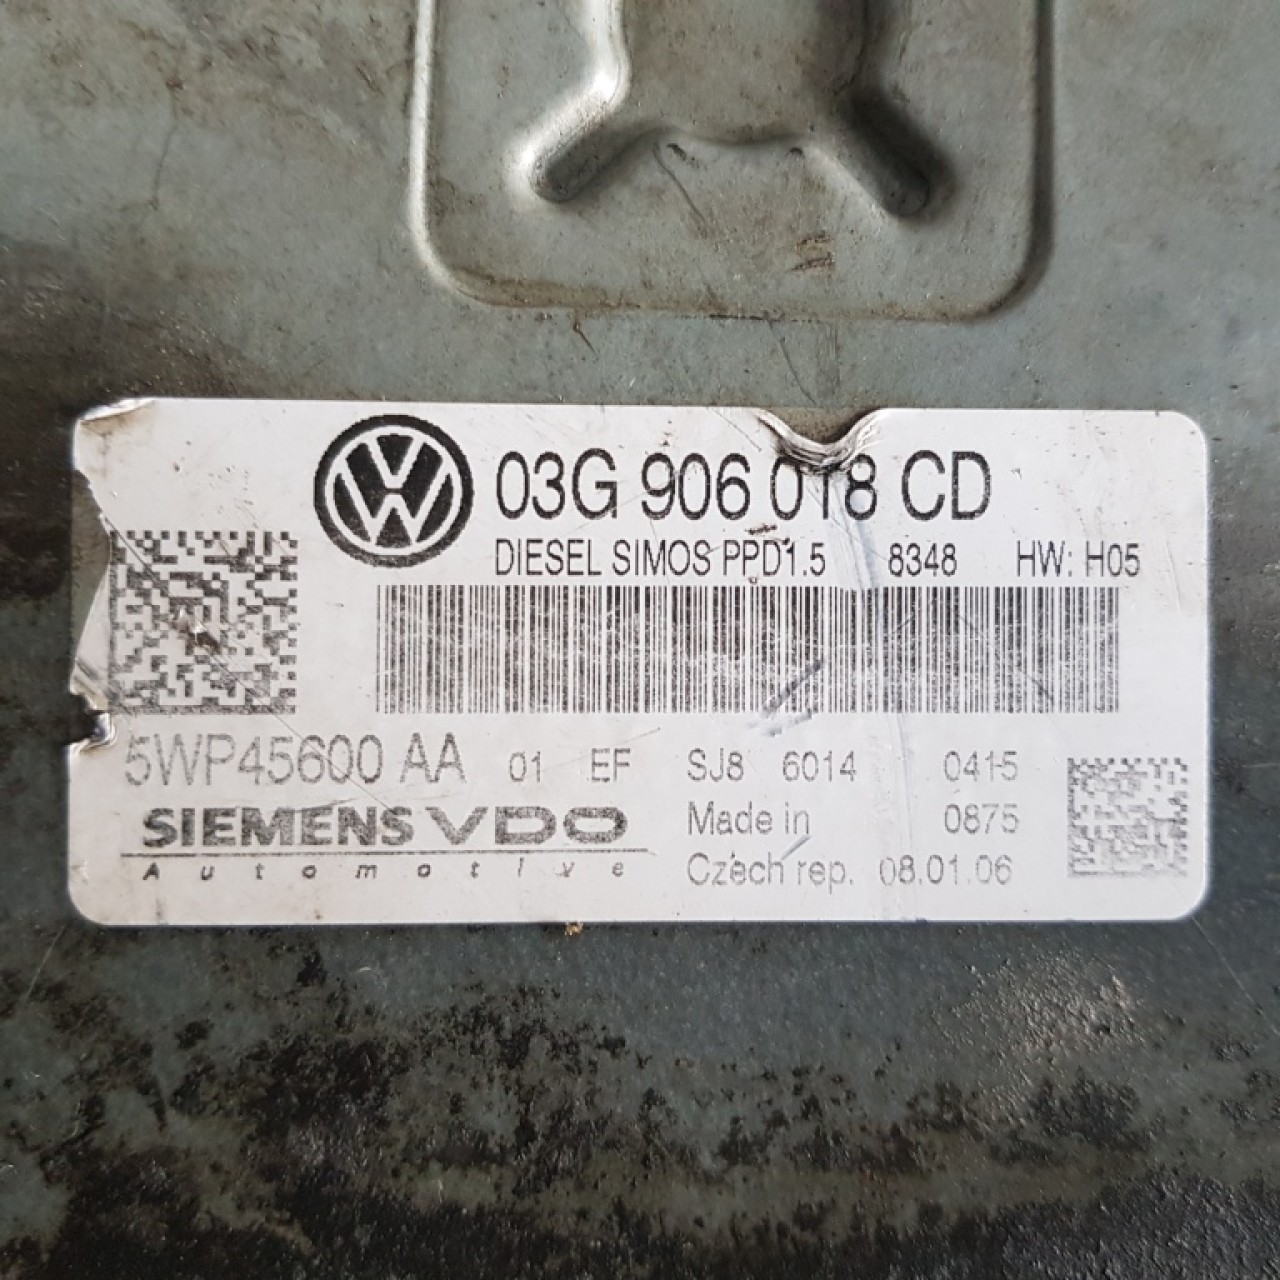 03G 906 018 CD
DIESEL SIMOS PPD1.5 8348 HW: H05
5WP45600 AA 01 EF SJ8 6014 0415
SIEMENS VDO Made in 0875
Automotive Czech rep. 08.01.06